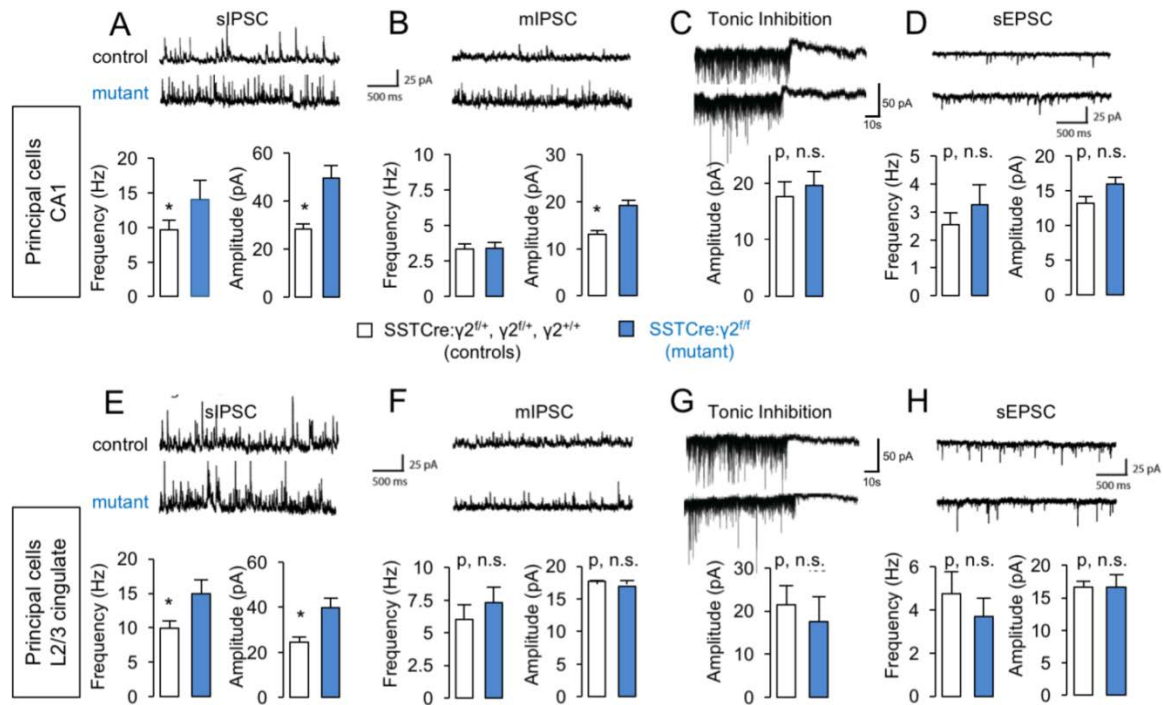 A
sIPSC
control
mutant
500 ms
25 pA
B
mIPSC
C
Tonic Inhibition
50 pA
10s
D
sEPSC
25 pA
500 ms
Principal cells
CA1
Frequency (Hz)
20
15
10
5
0
*
Amplitude (pA)
60
40
20
0
*
Frequency (Hz)
10
7.5
5
2.5
0
Amplitude (pA)
30
20
10
0
*
Amplitude (pA)
20
10
0
p, n.s.
Frequency (Hz)
5
4
3
2
1
0
p, n.s.
Amplitude (pA)
20
15
10
5
0
p, n.s.
SSTCre:γ2f/+, γ2f/+, γ2+/+
(controls)
SSTCre:γ2f/f
(mutant)
E
sIPSC
control
mutant
25 pA
500 ms
F
mIPSC
G
Tonic Inhibition
50 pA
10s
H
sEPSC
25 pA
500 ms
Principal cells
L2/3 cingulate
Frequency (Hz)
20
15
10
5
0
*
Amplitude (pA)
60
40
20
0
*
Frequency (Hz)
10
7.5
5
2.5
0
p, n.s.
Amplitude (pA)
20
15
10
5
0
p, n.s.
Amplitude (pA)
30
20
10
0
p, n.s.
Frequency (Hz)
6
4
2
0
p, n.s.
Amplitude (pA)
20
15
10
5
0
p, n.s.